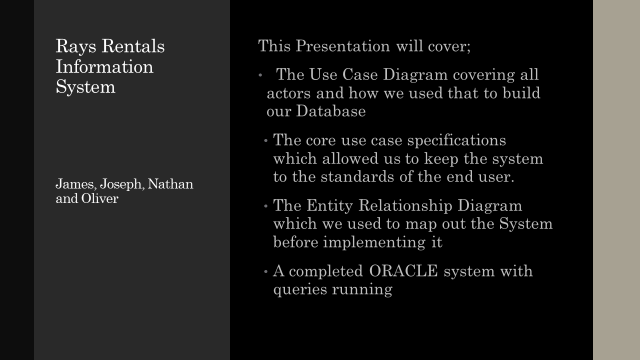 Rays Rentals
Information
System
James, Joseph, Nathan
and Oliver
This Presentation will cover;
• The Use Case Diagram covering all
actors and how we used that to build
our Database
• The core use case specifications
which allowed us to keep the system
to the standards of the end user.
• The Entity Relationship Diagram
which we used to map out the System
before implementing it
• A completed ORACLE system with
queries running